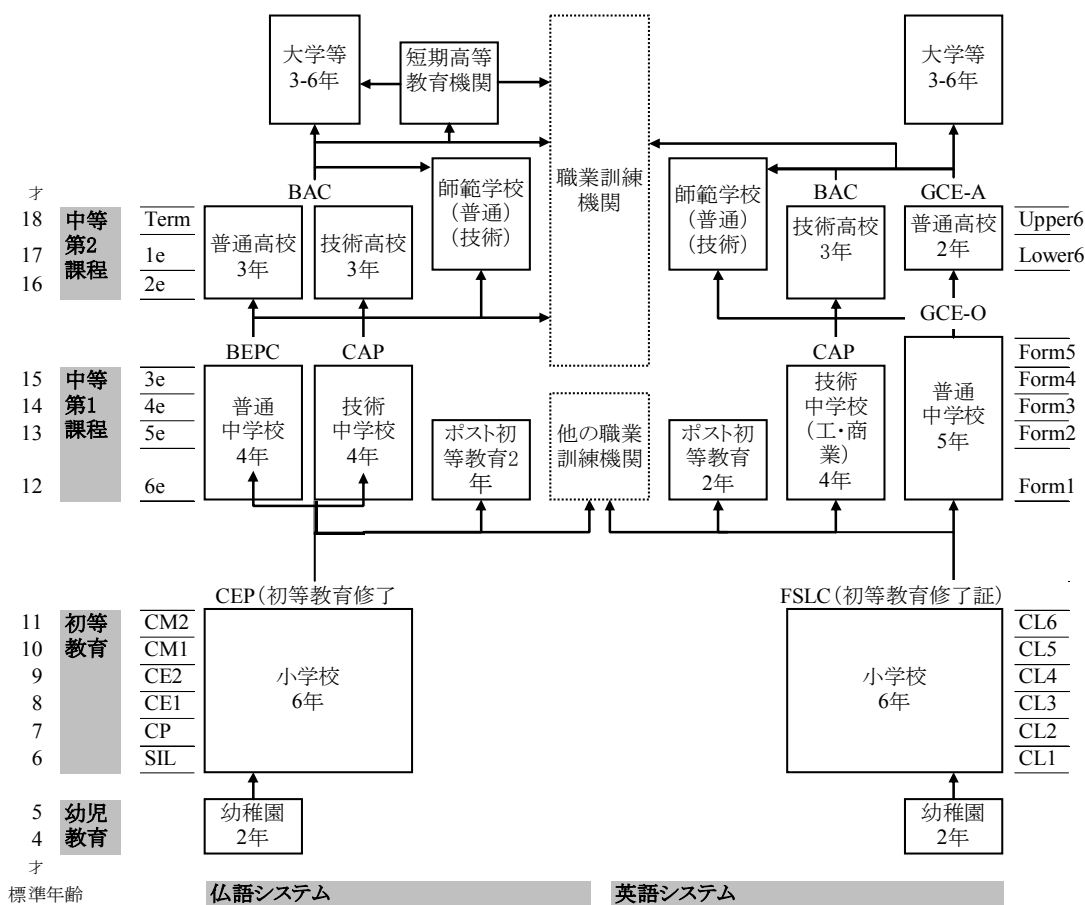 大学等
3-6年
短期高等
教育機関
大学等
3-6年
職業訓練
機関
才
BAC
師範学校
(普通)
(技術)
師範学校
(普通)
(技術)
BAC
GCE-A
18
17
16
中等
第2
課程
Term
1e
2e
普通高校
3年
技術高校
3年
技術高校
3年
普通高校
2年
Upper6
Lower6
GCE-O
BEPC
CAP
CAP
15
14
13
12
中等
第1
課程
3e
4e
5e
6e
普通
中学校
4年
技術
中学校
4年
ポスト初
等教育2
年
他の職業
訓練機関
ポスト初
等教育
2年
技術
中学校
(工・商
業)
4年
普通
中学校
5年
Form5
Form4
Form3
Form2
Form1
CEP(初等教育修了
FSLC(初等教育修了証)
11
10
9
8
7
6
初等
教育
CM2
CM1
CE2
CE1
CP
SIL
小学校
6年
小学校
6年
CL6
CL5
CL4
CL3
CL2
CL1
5
4
幼児
教育
幼稚園
2年
幼稚園
2年
才
標準年齢
仏語システム
英語システム